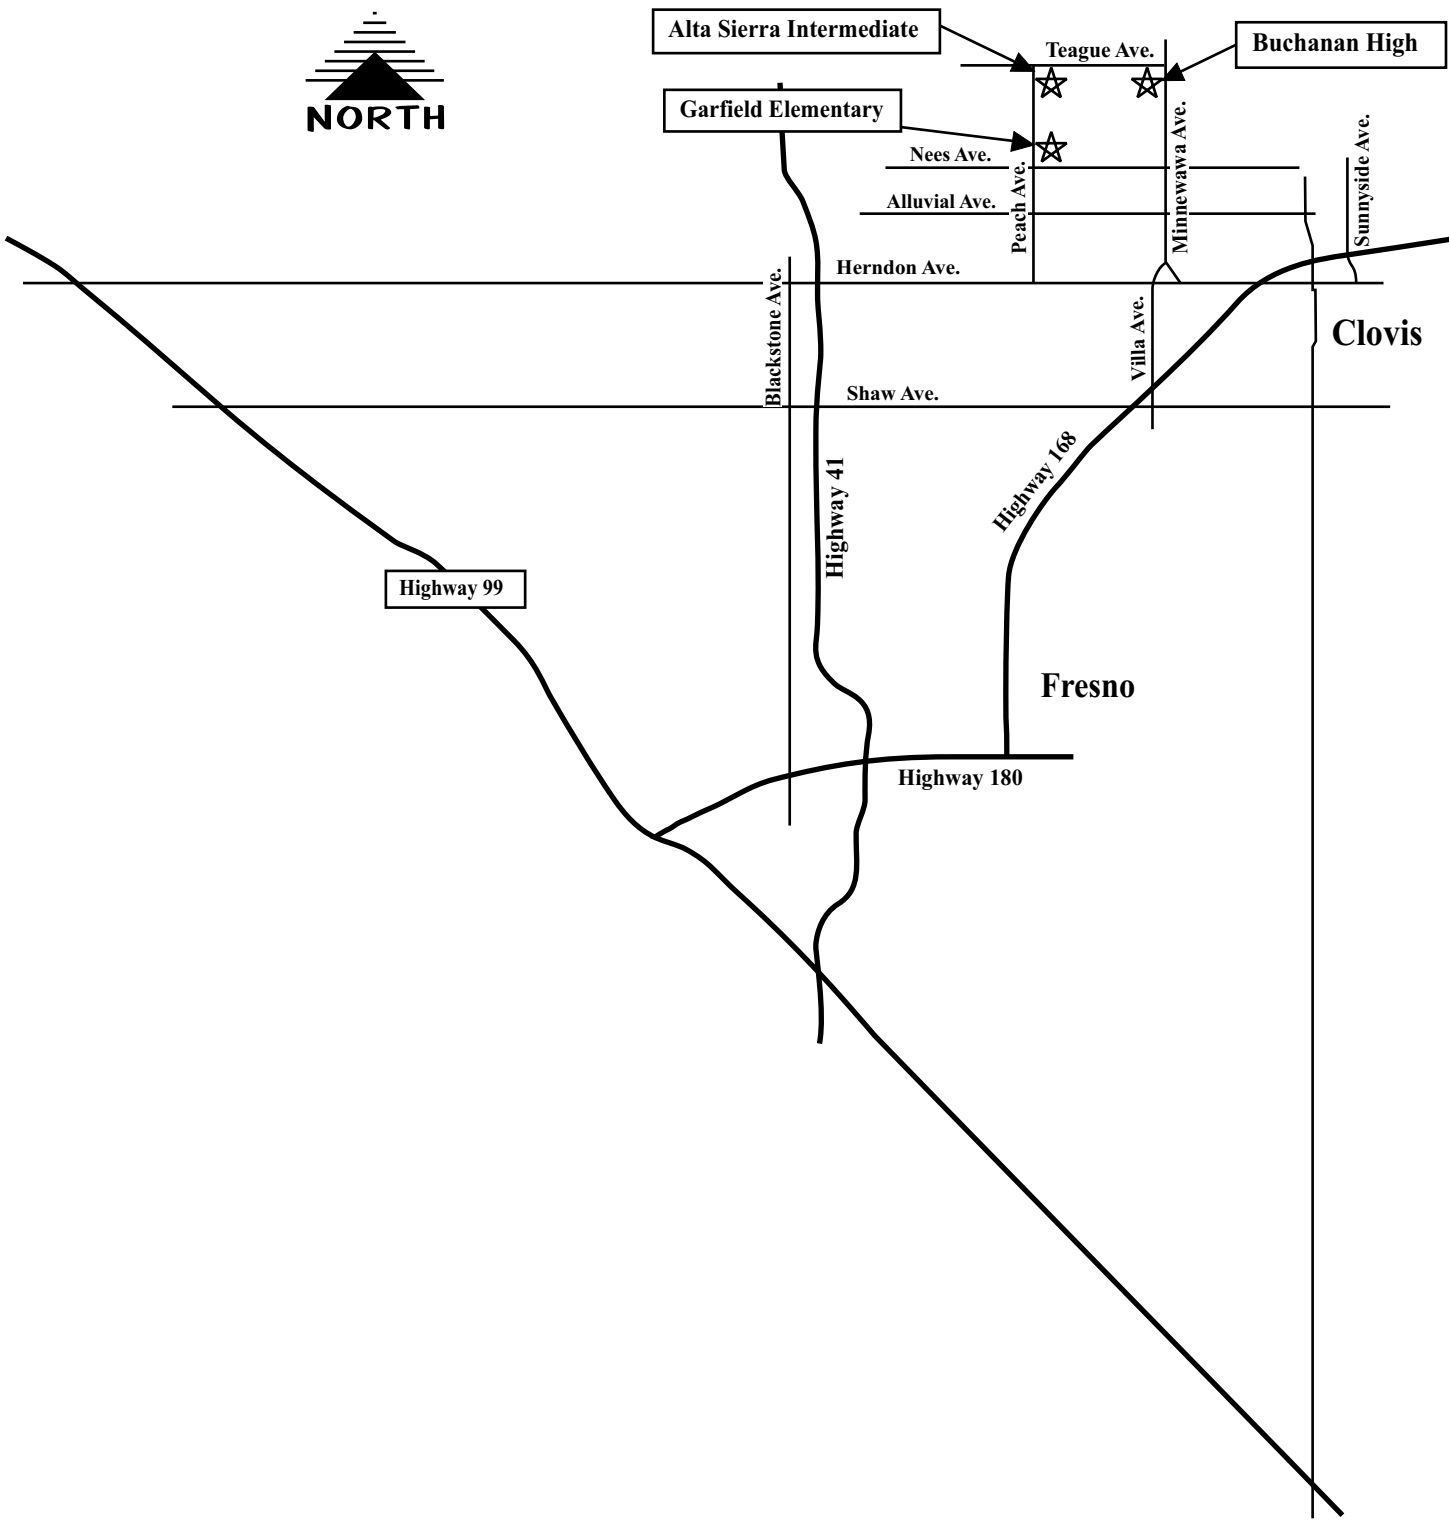 Alta Sierra Intermediate
Teague Ave.
Buchanan High
Garfield Elementary
NORTH
Nees Ave.
Peach Ave.
Minnewawa Ave.
Sunnyside Ave.
Alluvial Ave.
Herndon Ave.
Blackstone Ave.
Villa Ave.
Clovis
Shaw Ave.
Highway 41
Highway 168
Highway 99
Fresno
Highway 180